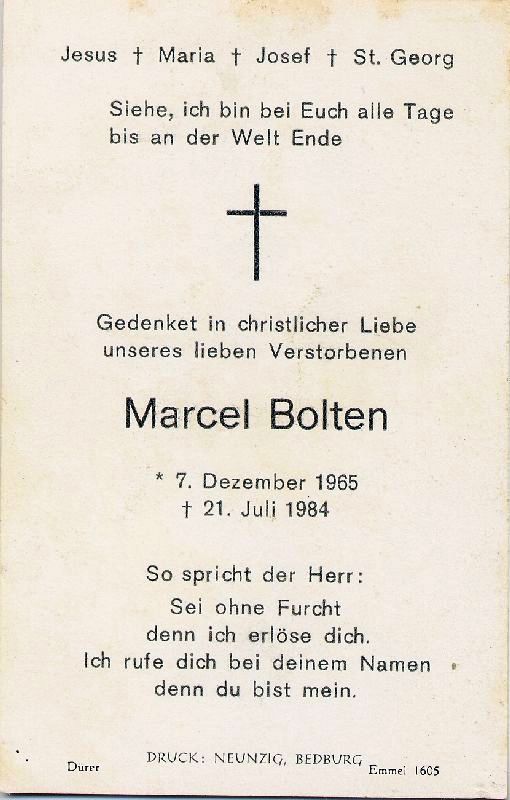 Jesus † Maria † Josef † St. Georg
Siehe, ich bin bei Euch alle Tage
bis an der Welt Ende
Gedenket in christlicher Liebe
unseres lieben Verstorbenen
Marcel Bolten
* 7. Dezember 1965
† 21. Juli 1984
So spricht der Herr:
Sei ohne Furcht
denn ich erlöse dich.
Ich rufe dich bei deinem Namen
denn du bist mein.
DRUCK: NEUNZIG, BEDBURG
Dürer Emmel 1605